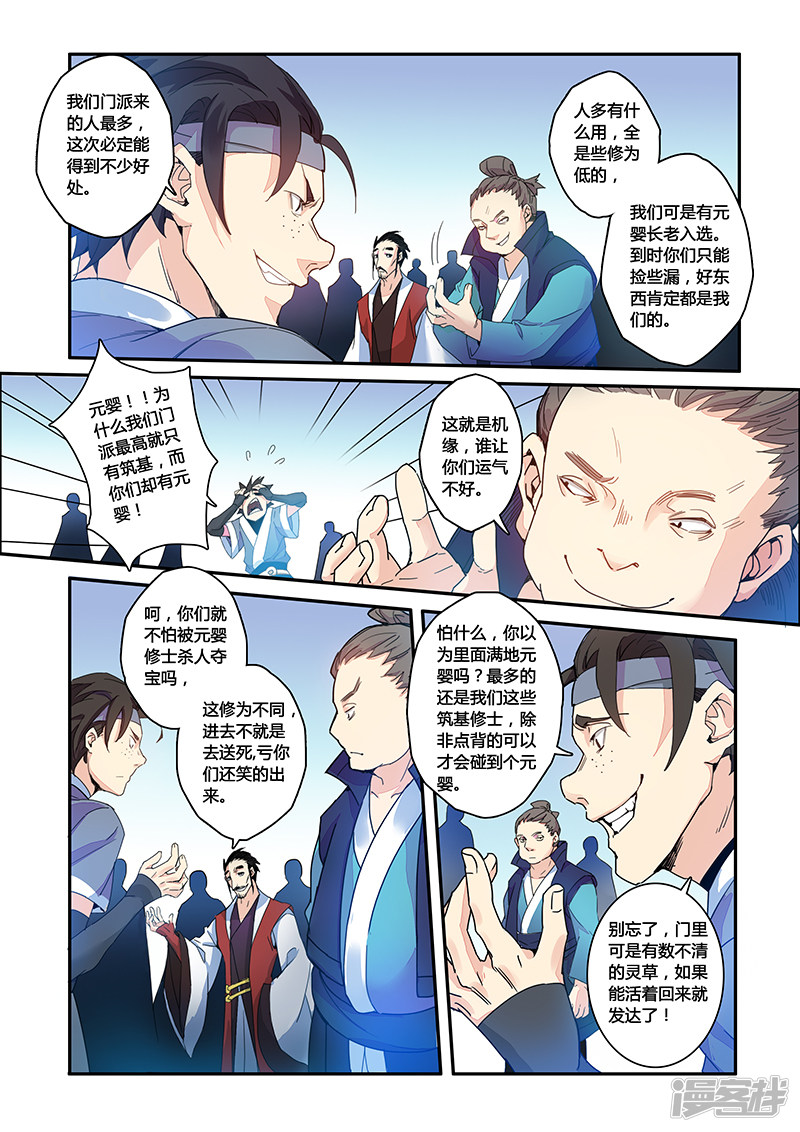 我们门派来
的人最多，
这次必定能
得到不少好
处。
人多有什
么用，全
是些修为
低的，
我们可是有元
婴长老入选。
到时你们只能
捡些漏，好东
西肯定都是我
们的。
元婴！！为
什么我们门
派最高就只
有筑基，而
你们却有元
婴！
这就是机
缘，谁让
你们运气
不好。
呵，你们就
不怕被元婴
修士杀人夺
宝吗，
这修为不同，
进去不就是
去送死,亏你
们还笑的出
来。
怕什么，你以
为里面满地元
婴吗？最多的
还是我们这些
筑基修士，除
非点背的可以
才会碰到个元
婴。
别忘了，门里
可是有数不清
的灵草，如果
能活着回来就
发达了！
漫客栈